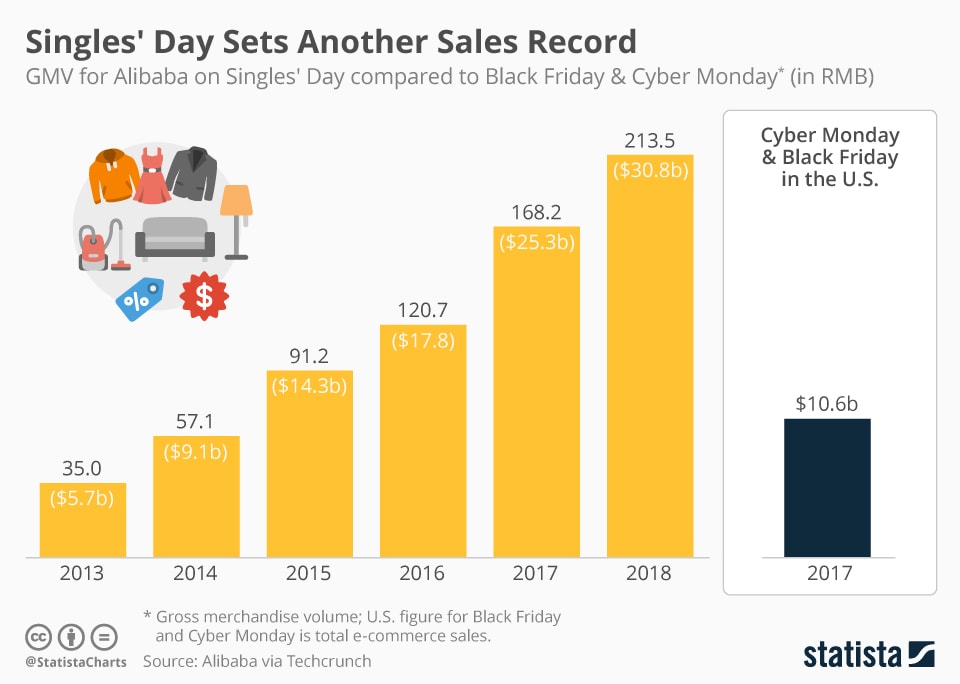 Singles' Day Sets Another Sales Record
GMV for Alibaba on Singles' Day compared to Black Friday & Cyber Monday* (in RMB)
Cyber Monday
& Black Friday
in the U.S.
213.5
($30.8b)
168.2
($25.3b)
120.7
($17.8)
91.2
($14.3b)
57.1
($9.1b)
35.0
($5.7b)
$10.6b
%
$
2013 2014 2015 2016 2017 2018 2017
* Gross merchandise volume; U.S. figure for Black Friday
and Cyber Monday is total e-commerce sales.
cc
@StatistaCharts Source: Alibaba via Techcrunch
statista